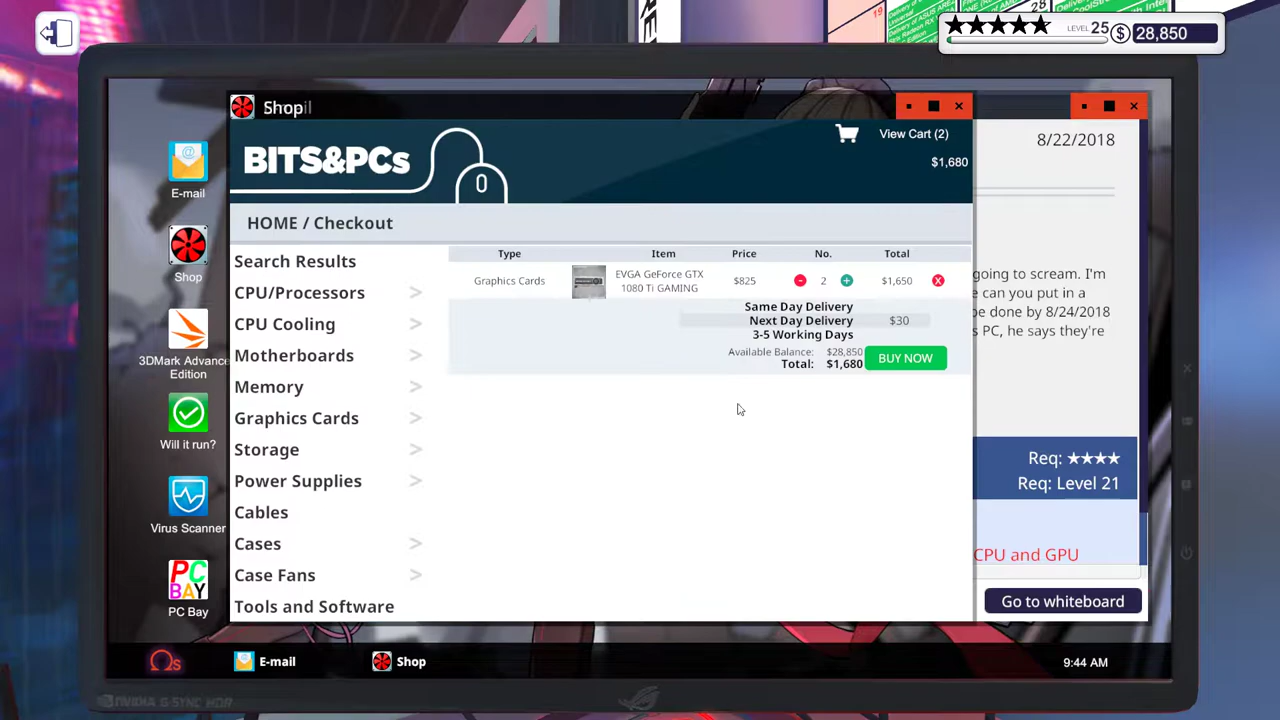 LEVEL 25
$ 28,850
Shop
BITS&PCs
View Cart (2)
$1,680
HOME / Checkout
Search Results
CPU/Processors >
CPU Cooling >
Motherboards >
Memory >
Graphics Cards >
Storage >
Power Supplies >
Cables
Cases >
Case Fans >
Tools and Software
Type Item Price No. Total
Graphics Cards EVGA GeForce GTX 1080 Ti GAMING $825 - 2 + $1,650 x
Same Day Delivery
Next Day Delivery $30
3-5 Working Days
Available Balance: $28,850
Total: $1,680
BUY NOW
8/22/2018
going to scream. I'm
can you put in a
be done by 8/24/2018
PC, he says they're
Req: ★★★★
Req: Level 21
CPU and GPU
Go to whiteboard
E-mail
Shop
3DMark Advance
Edition
Will it run?
Virus Scanner
PC
BAY
PC Bay
E-mail
Shop
9:44 AM
NVIDIA G-SYNC HDR